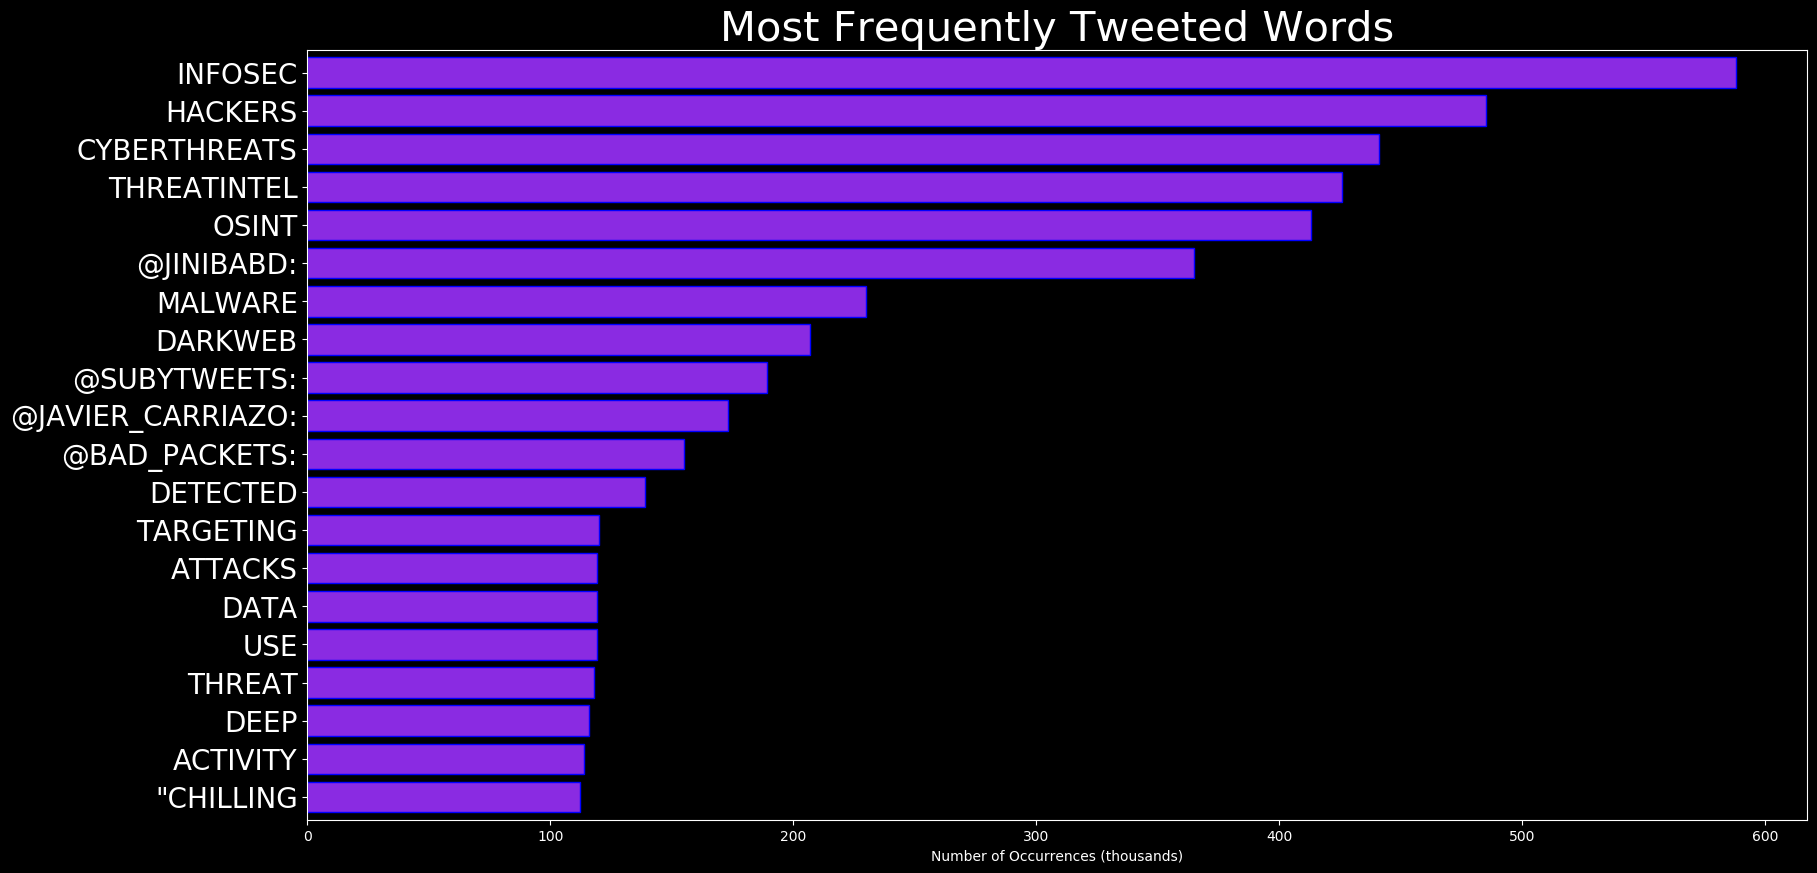 Most Frequently Tweeted Words
INFOSEC
HACKERS
CYBERTHREATS
THREATINTEL
OSINT
@JINIBABD:
MALWARE
DARKWEB
@SUBYTWEETS:
@JAVIER_CARRIAZO:
@BAD_PACKETS:
DETECTED
TARGETING
ATTACKS
DATA
USE
THREAT
DEEP
ACTIVITY
"CHILLING
0 100 200 300 400 500 600
Number of Occurrences (thousands)